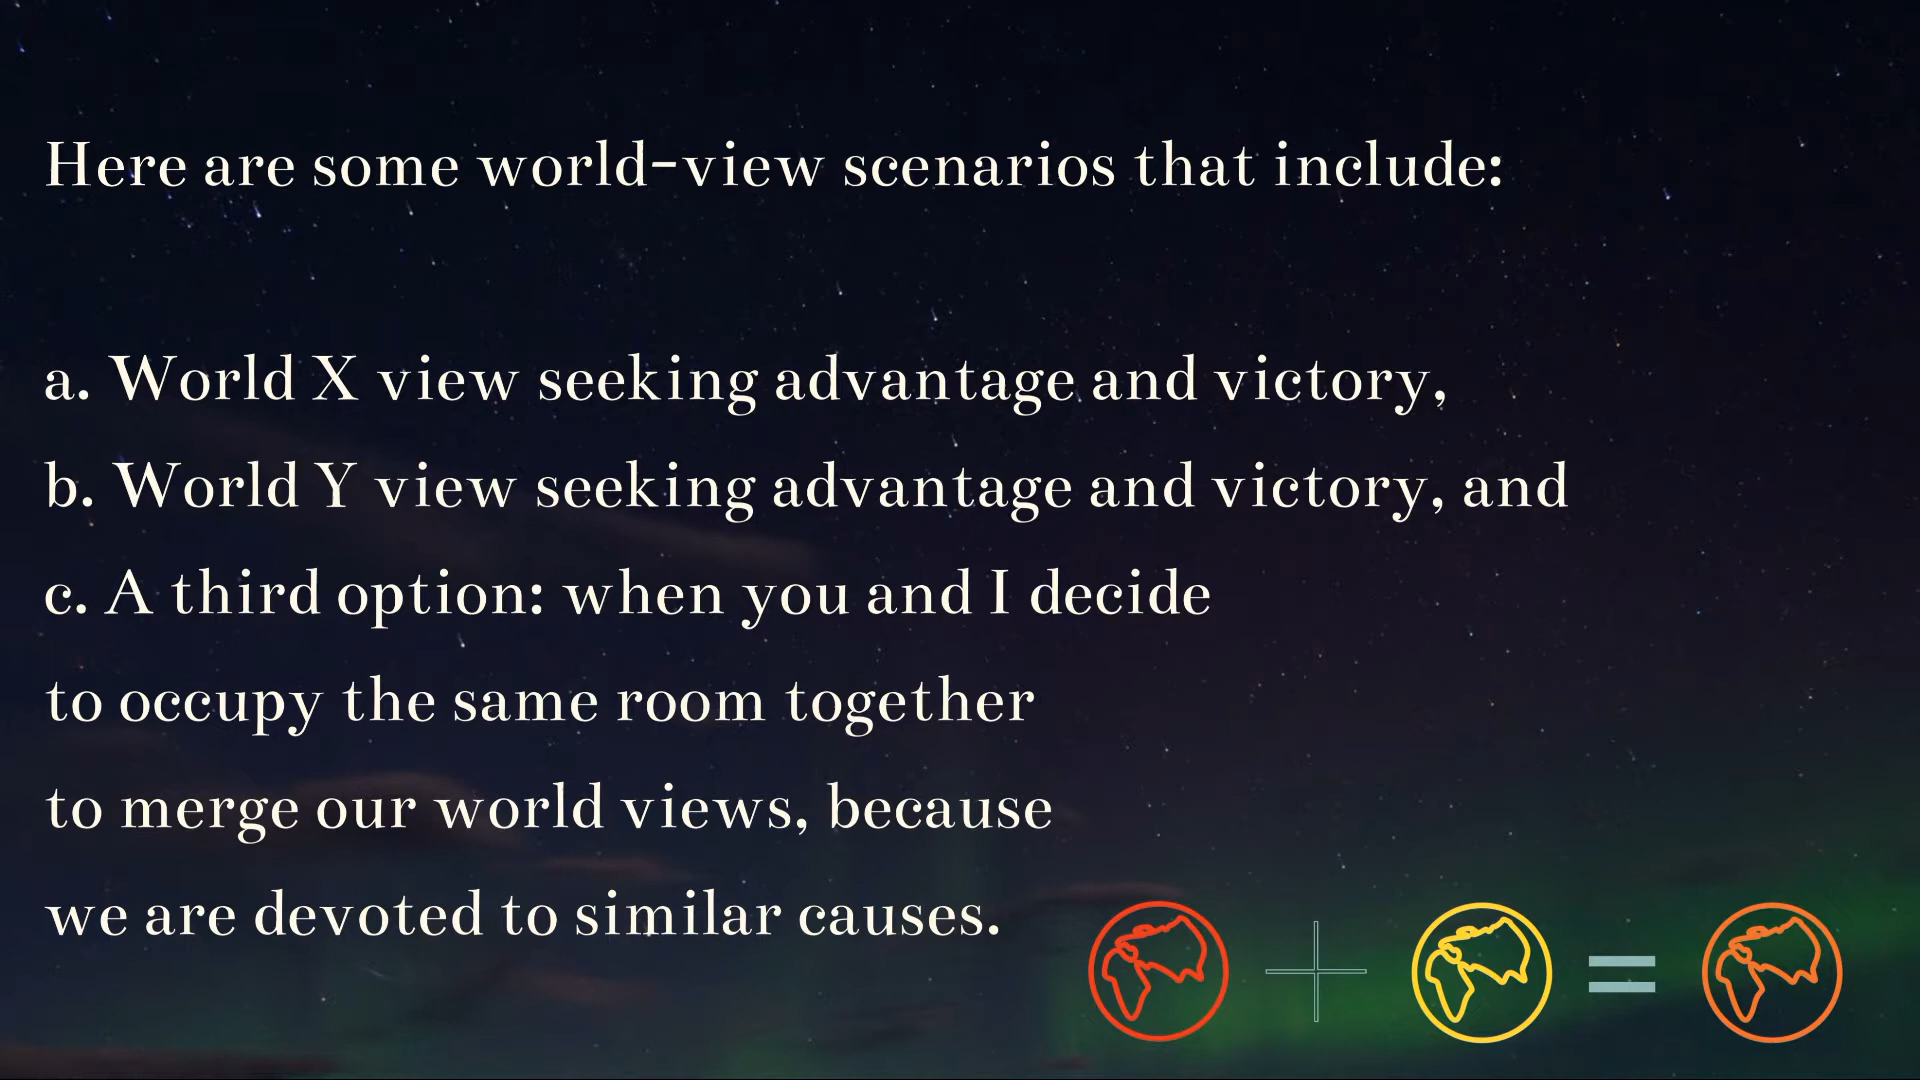 Here are some world-view scenarios that include:
a. World X view seeking advantage and victory,
b. World Y view seeking advantage and victory, and
c. A third option: when you and I decide
to occupy the same room together
to merge our world views, because
we are devoted to similar causes.
+ =